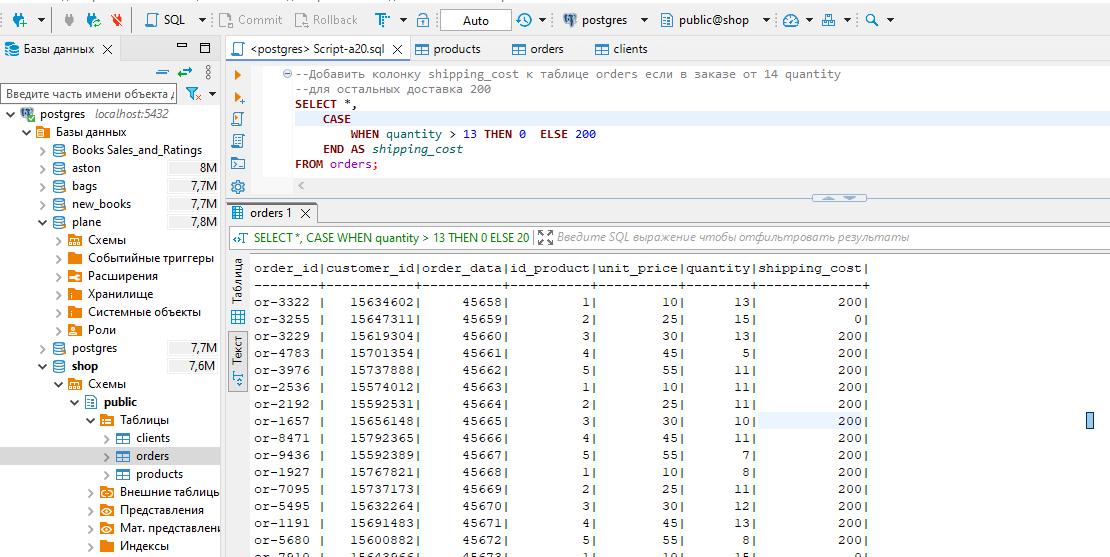 SQL Commit Rollback Auto postgres public@shop
Базы данных
<postgres> Script-a20.sql products orders clients
Введите часть имени объекта
postgres localhost:5432
Базы данных
Books Sales_and_Ratings
aston 8M
bags 7,7M
new_books 7,7M
plane 7,8M
Схемы
Событийные триггеры
Расширения
Хранилище
Системные объекты
Роли
postgres 7,7M
shop 7,6M
Схемы
public
Таблицы
clients
orders
products
Внешние таблицы
Представления
Мат. представлени
Индексы
--Добавить колонку shipping_cost к таблице orders если в заказе от 14 quantity
--для остальных доставка 200
SELECT *,
CASE
WHEN quantity > 13 THEN 0 ELSE 200
END AS shipping_cost
FROM orders;
orders 1
SELECT *, CASE WHEN quantity > 13 THEN 0 ELSE 20 Введите SQL выражение чтобы отфильтровать результаты
Таблица
Текст
order_id|customer_id|order_data|id_product|unit_price|quantity|shipping_cost|
--------+-----------+----------+----------+----------+--------+-------------+
or-3322 | 15634602| 45658| 1| 10| 13| 200|
or-3255 | 15647311| 45659| 2| 25| 15| 0|
or-3229 | 15619304| 45660| 3| 30| 13| 200|
or-4783 | 15701354| 45661| 4| 45| 5| 200|
or-3976 | 15737888| 45662| 5| 55| 11| 200|
or-2536 | 15574012| 45663| 1| 10| 11| 200|
or-2192 | 15592531| 45664| 2| 25| 11| 200|
or-1657 | 15656148| 45665| 3| 30| 10| 200|
or-8471 | 15792365| 45666| 4| 45| 11| 200|
or-9436 | 15592389| 45667| 5| 55| 7| 200|
or-1927 | 15767821| 45668| 1| 10| 8| 200|
or-7095 | 15737173| 45669| 2| 25| 11| 200|
or-5495 | 15632264| 45670| 3| 30| 12| 200|
or-1191 | 15691483| 45671| 4| 45| 13| 200|
or-5680 | 15600882| 45672| 5| 55| 8| 200|